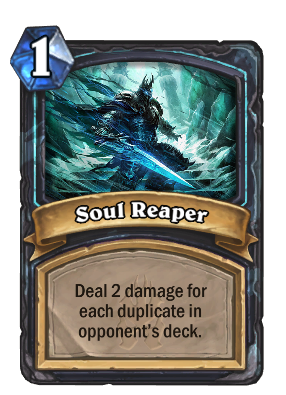 1
Soul Reaper
Deal 2 damage for
each duplicate in
opponent's deck.